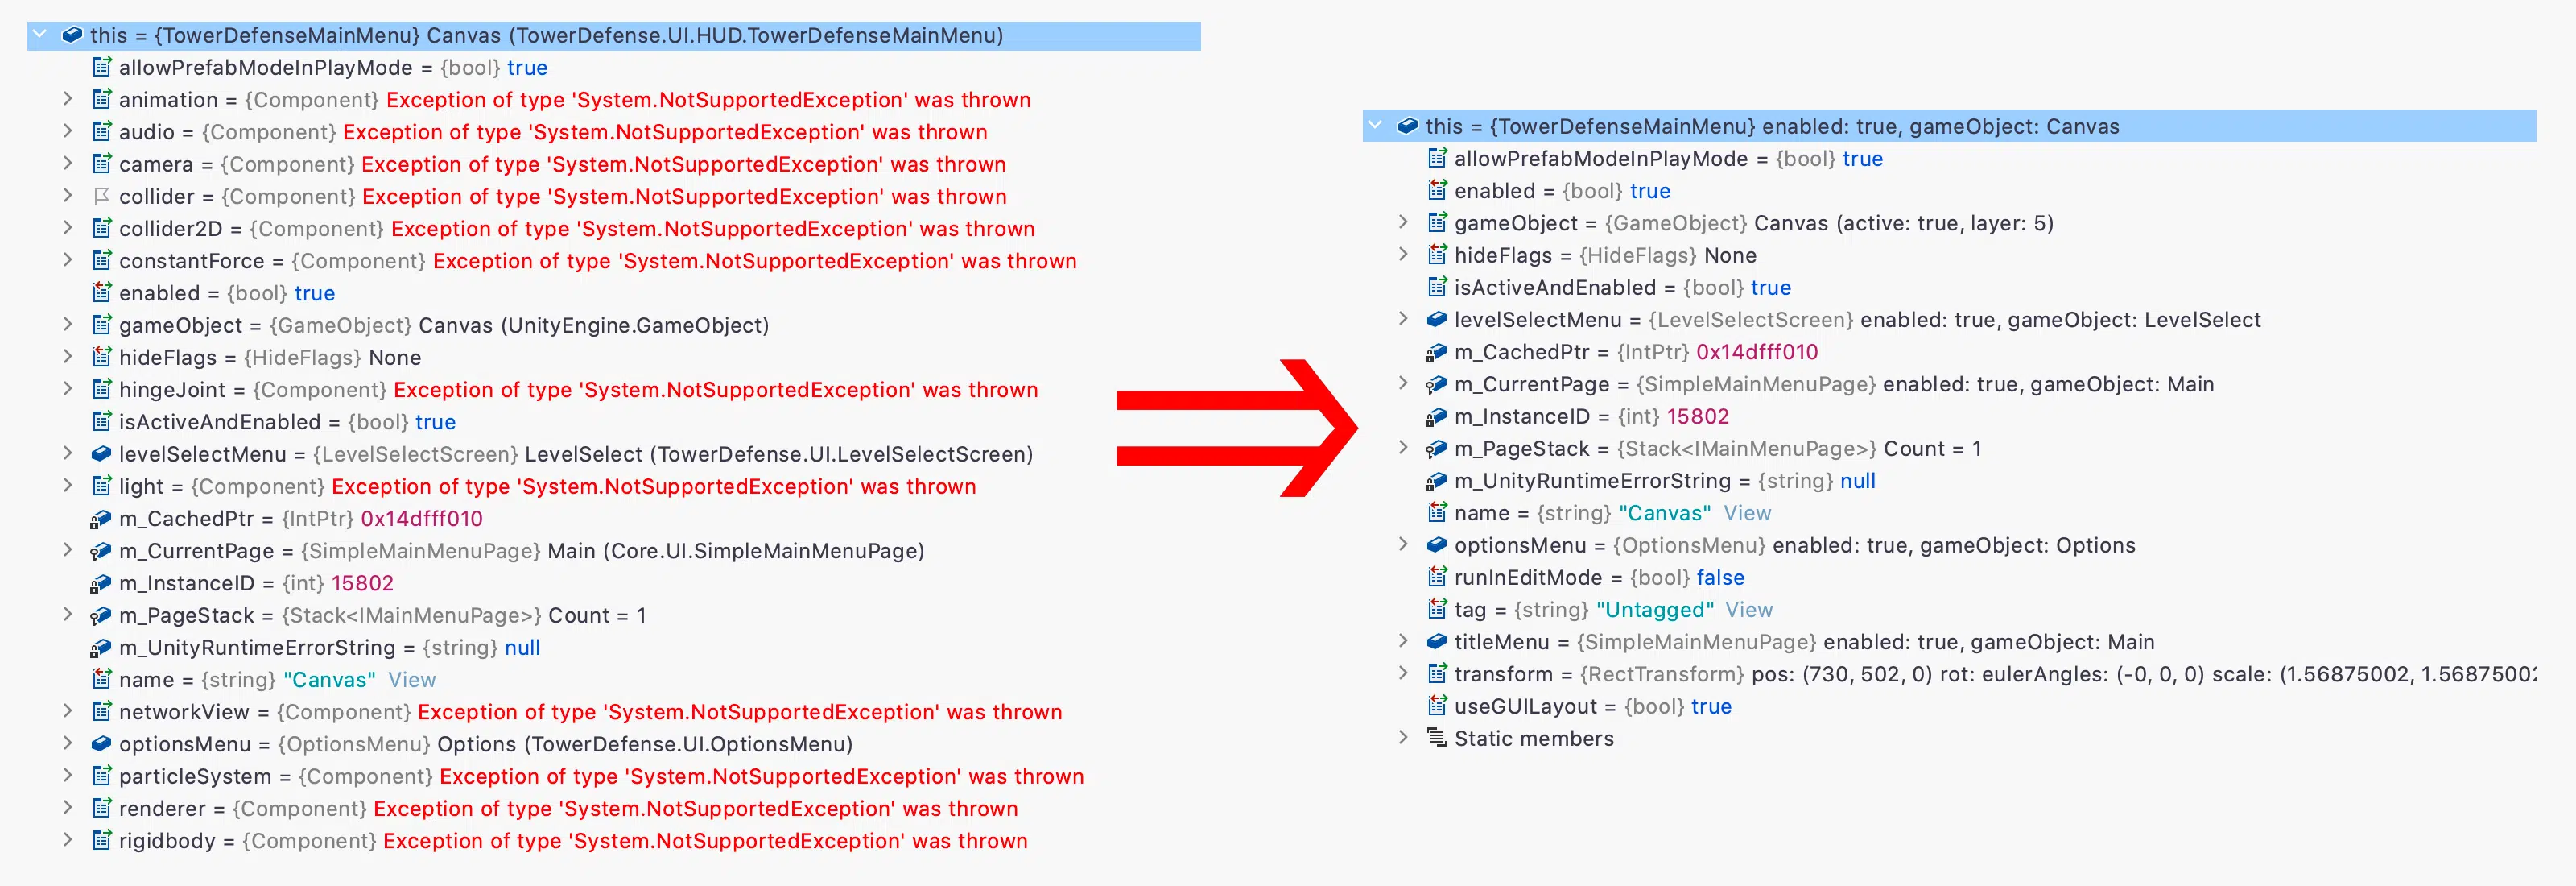 this = {TowerDefenseMainMenu} Canvas (TowerDefense.UI.HUD.TowerDefenseMainMenu)
allowPrefabModeInPlayMode = {bool} true
animation = {Component} Exception of type 'System.NotSupportedException' was thrown
audio = {Component} Exception of type 'System.NotSupportedException' was thrown
camera = {Component} Exception of type 'System.NotSupportedException' was thrown
collider = {Component} Exception of type 'System.NotSupportedException' was thrown
collider2D = {Component} Exception of type 'System.NotSupportedException' was thrown
constantForce = {Component} Exception of type 'System.NotSupportedException' was thrown
enabled = {bool} true
gameObject = {GameObject} Canvas (UnityEngine.GameObject)
hideFlags = {HideFlags} None
hingeJoint = {Component} Exception of type 'System.NotSupportedException' was thrown
isActiveAndEnabled = {bool} true
levelSelectMenu = {LevelSelectScreen} LevelSelect (TowerDefense.UI.LevelSelectScreen)
light = {Component} Exception of type 'System.NotSupportedException' was thrown
m_CachedPtr = {IntPtr} 0x14dfff010
m_CurrentPage = {SimpleMainMenuPage} Main (Core.UI.SimpleMainMenuPage)
m_InstanceID = {int} 15802
m_PageStack = {Stack<IMainMenuPage>} Count = 1
m_UnityRuntimeErrorString = {string} null
name = {string} "Canvas" View
networkView = {Component} Exception of type 'System.NotSupportedException' was thrown
optionsMenu = {OptionsMenu} Options (TowerDefense.UI.OptionsMenu)
particleSystem = {Component} Exception of type 'System.NotSupportedException' was thrown
renderer = {Component} Exception of type 'System.NotSupportedException' was thrown
rigidbody = {Component} Exception of type 'System.NotSupportedException' was thrown
this = {TowerDefenseMainMenu} enabled: true, gameObject: Canvas
allowPrefabModeInPlayMode = {bool} true
enabled = {bool} true
gameObject = {GameObject} Canvas (active: true, layer: 5)
hideFlags = {HideFlags} None
isActiveAndEnabled = {bool} true
levelSelectMenu = {LevelSelectScreen} enabled: true, gameObject: LevelSelect
m_CachedPtr = {IntPtr} 0x14dfff010
m_CurrentPage = {SimpleMainMenuPage} enabled: true, gameObject: Main
m_InstanceID = {int} 15802
m_PageStack = {Stack<IMainMenuPage>} Count = 1
m_UnityRuntimeErrorString = {string} null
name = {string} "Canvas" View
optionsMenu = {OptionsMenu} enabled: true, gameObject: Options
runInEditMode = {bool} false
tag = {string} "Untagged" View
titleMenu = {SimpleMainMenuPage} enabled: true, gameObject: Main
transform = {RectTransform} pos: (730, 502, 0) rot: eulerAngles: (-0, 0, 0) scale: (1.56875002, 1.56875002
useGUILayout = {bool} true
Static members